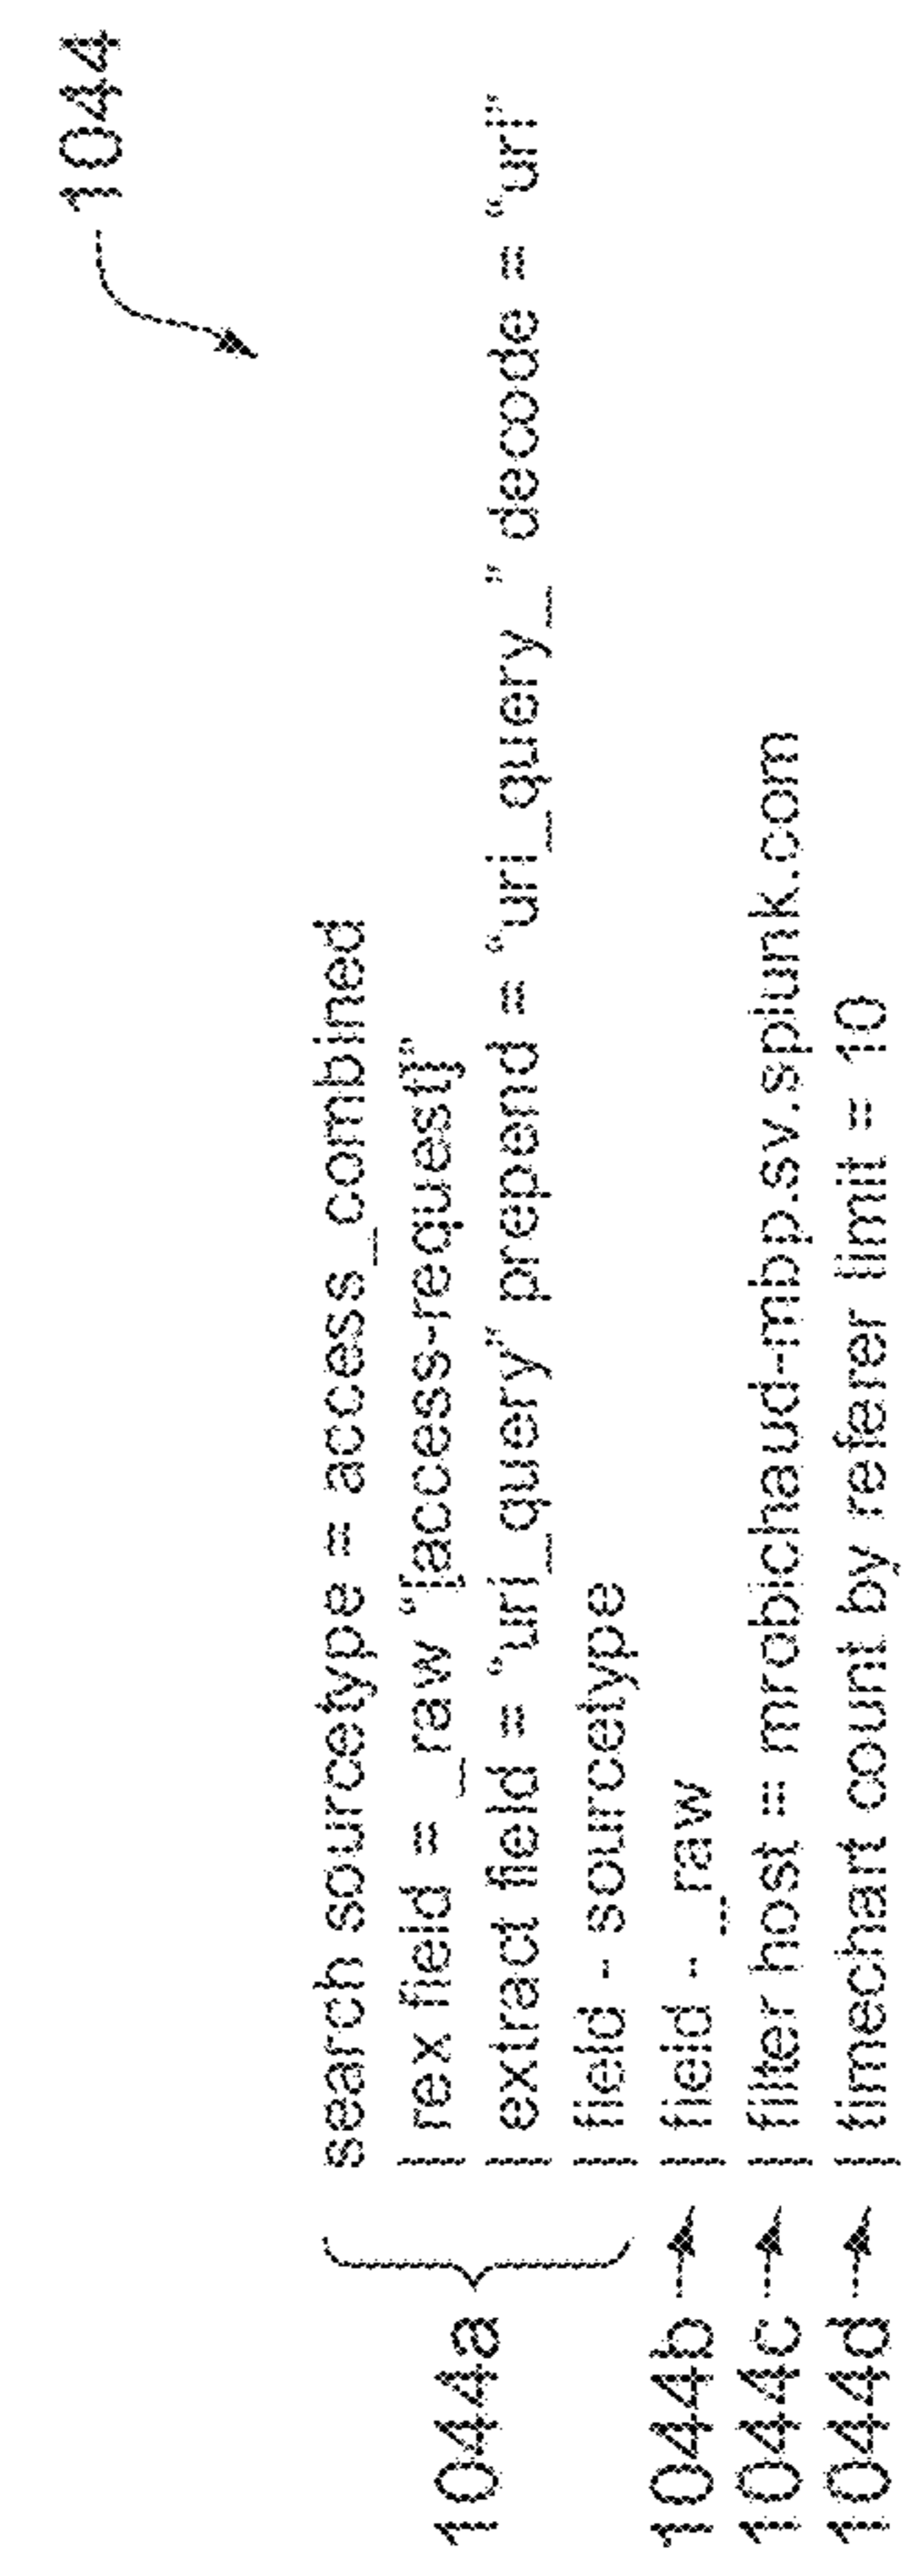 1044
search sourcetype = access_combined
| rex field = _raw "[[access-request]]"
| extract field = "uri_query" prepend = "uri_query_" decode = "uri"
| field - sourcetype
1044a
1044b | field - _raw
1044c | filter host = mrobichaud-mbp.sv.splunk.com
1044d | timechart count by referer limit = 10